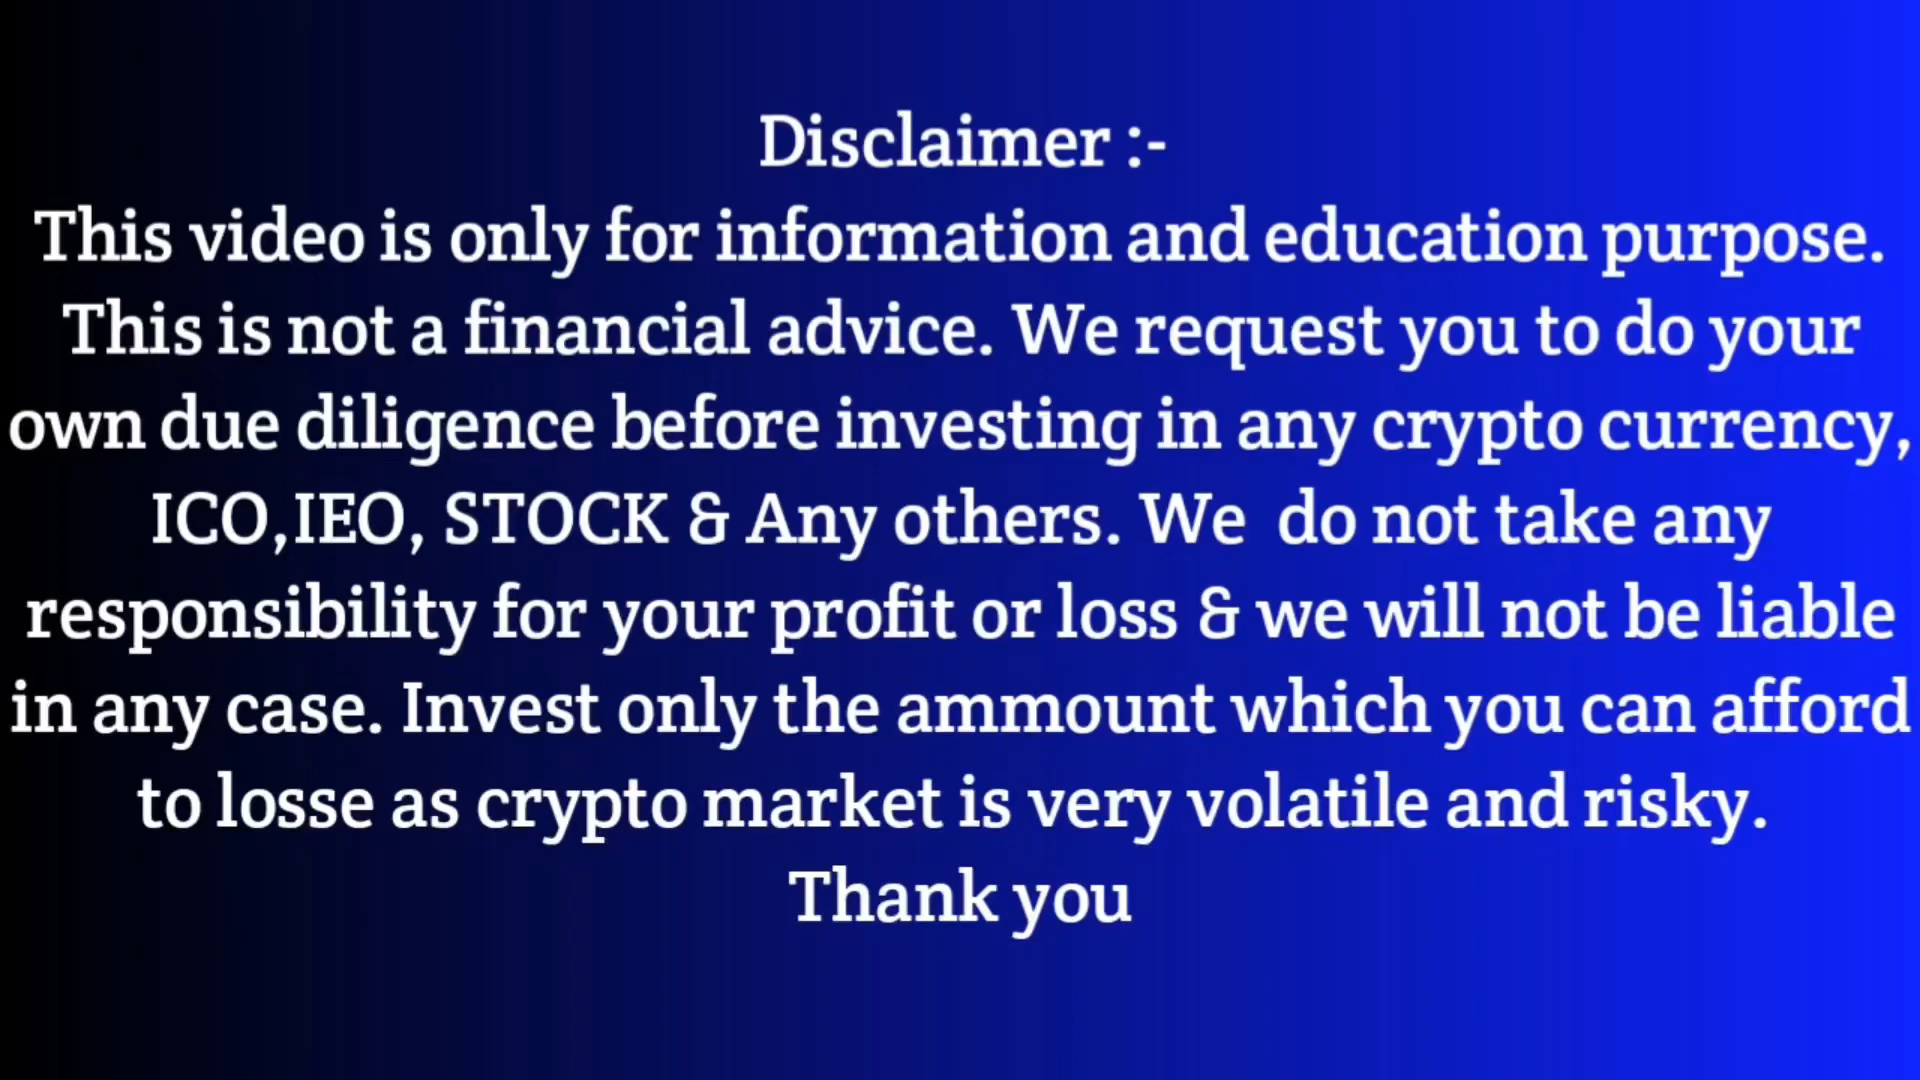 Disclaimer :-
This video is only for information and education purpose.
This is not a financial advice. We request you to do your
own due diligence before investing in any crypto currency,
ICO,IEO, STOCK & Any others. We  do not take any
responsibility for your profit or loss & we will not be liable
in any case. Invest only the ammount which you can afford
to losse as crypto market is very volatile and risky.
Thank you